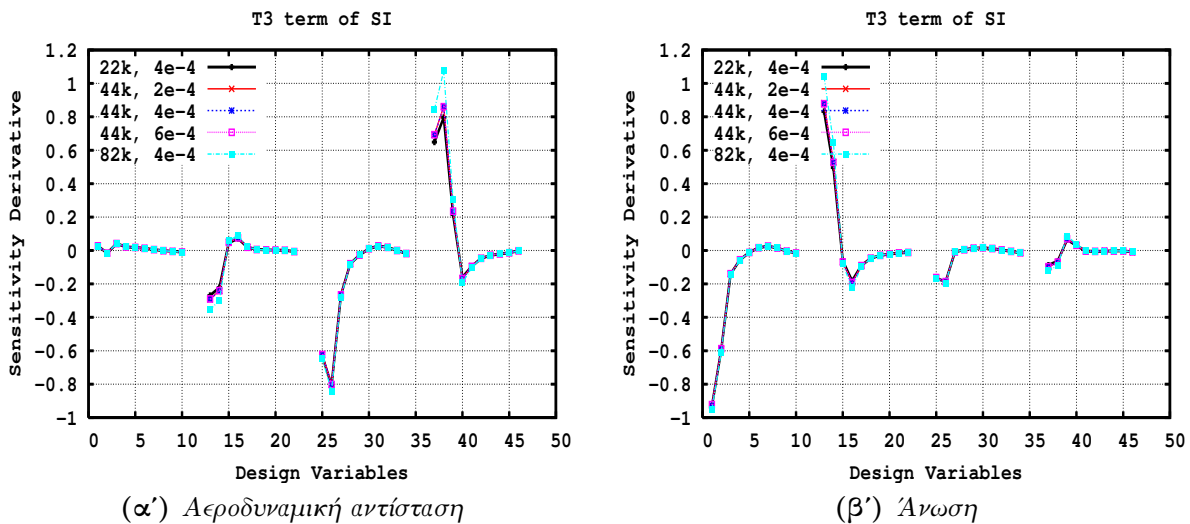 T3 term of SI
1.2
1
0.8
0.6
0.4
0.2
0
-0.2
-0.4
-0.6
-0.8
-1
Sensitivity Derivative
22k, 4e-4
44k, 2e-4
44k, 4e-4
44k, 6e-4
82k, 4e-4
0 5 10 15 20 25 30 35 40 45 50
Design Variables
(α΄) Αεροδυναμική αντίσταση
T3 term of SI
1.2
1
0.8
0.6
0.4
0.2
0
-0.2
-0.4
-0.6
-0.8
-1
Sensitivity Derivative
22k, 4e-4
44k, 2e-4
44k, 4e-4
44k, 6e-4
82k, 4e-4
0 5 10 15 20 25 30 35 40 45 50
Design Variables
(β΄) Άνωση